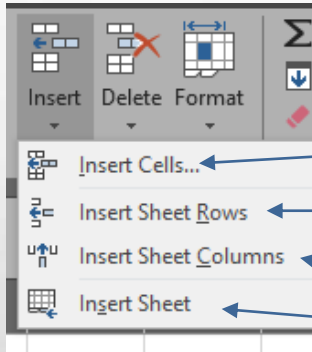 Insert Delete Format
Insert Cells...
Insert Sheet Rows
Insert Sheet Columns
Insert Sheet